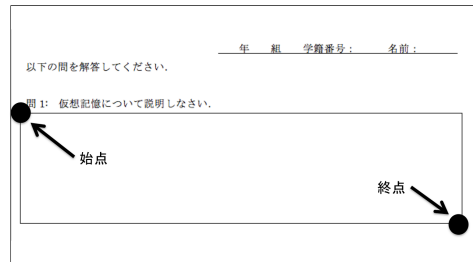 年 組 学籍番号: 名前:
以下の問を解答してください.
問 1: 仮想記憶について説明しなさい.
始点
終点